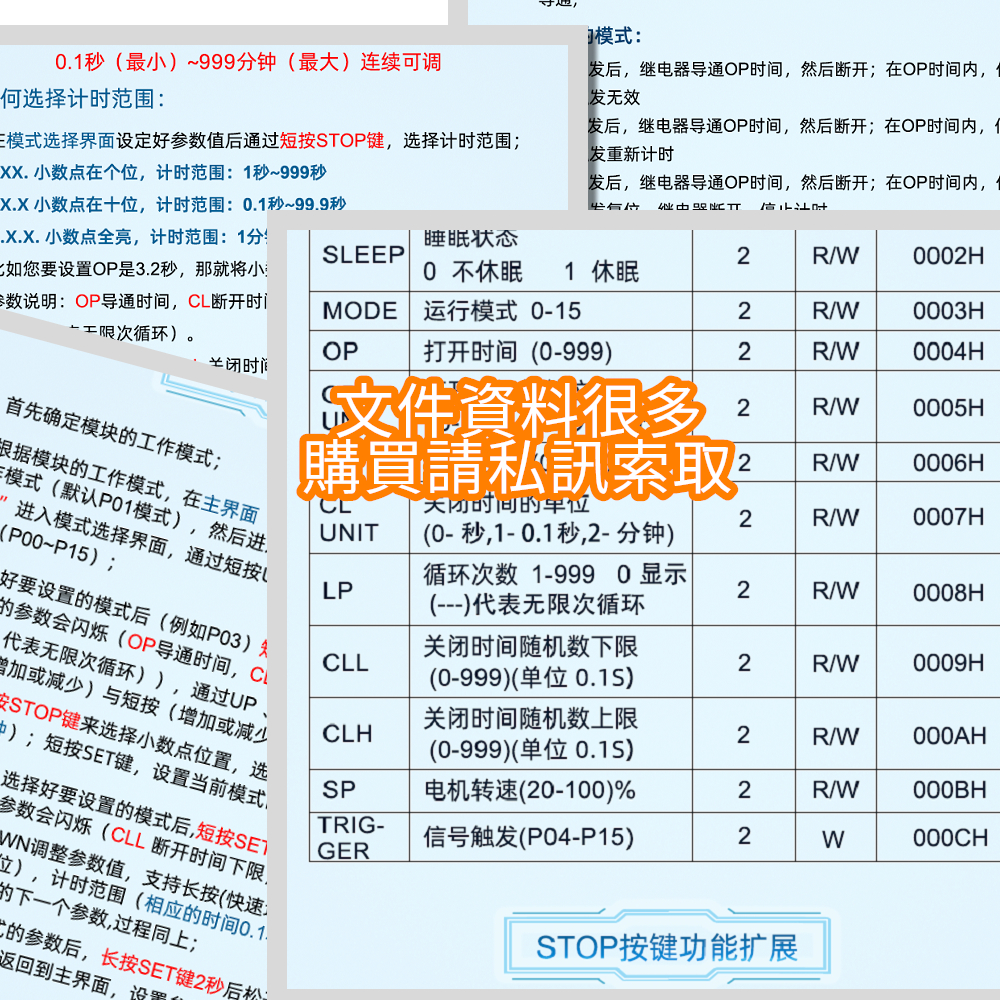 导通；
模式：
发后，继电器导通OP时间，然后断开；在OP时间内，
发无效
发后，继电器导通OP时间，然后断开；在OP时间内，
发重新计时
发后，继电器导通OP时间，然后断开；在OP时间内，
发复位，继电器断开，停止计时
0.1秒（最小）~999分钟（最大）连续可调
何选择计时范围：
模式选择界面设定好参数值后通过短按STOP键，选择计时范围；
XX. 小数点在个位，计时范围：1秒~999秒
X.X 小数点在十位，计时范围：0.1秒~99.9秒
.X.X. 小数点全亮，计时范围：1分
比如您要设置OP是3.2秒，那就将小
参数说明：OP导通时间，CL断开时间
无限次循环）。
关闭时间
首先确定模块的工作模式；
根据模块的工作模式，在主界面
模式（默认P01模式），然后进
”进入模式选择界面，通过短按
（P00~P15）；
好要设置的模式后（例如P03）
的参数会闪烁（OP导通时间，CL
代表无限次循环）），通过UP
增加或减少）与短按（增加或减少
按STOP键来选择小数点位置，选
钟）；短按SET键，设置当前模式
选择好要设置的模式后,短按SET
参数会闪烁（CLL 断开时间下限
WN调整参数值，支持长按(快速
位），计时范围（相应的时间0.1
的下一个参数,过程同上；
式的参数后，长按SET键2秒后松
返回到主界面，设置
SLEEP 睡眠状态 2 R/W 0002H
0 不休眠 1 休眠
MODE 运行模式 0-15 2 R/W 0003H
OP 打开时间 (0-999) 2 R/W 0004H
2 R/W 0005H
文件資料很多
購買請私訊索取
2 R/W 0006H
CL UNIT 关闭时间的单位 2 R/W 0007H
(0- 秒,1- 0.1秒,2- 分钟)
LP 循环次数 1-999 0 显示 2 R/W 0008H
(---)代表无限次循环
CLL 关闭时间随机数下限 2 R/W 0009H
(0-999)(单位 0.1S)
CLH 关闭时间随机数上限 2 R/W 000AH
(0-999)(单位 0.1S)
SP 电机转速(20-100)% 2 R/W 000BH
TRIG-
GER 信号触发(P04-P15) 2 W 000CH
STOP按键功能扩展